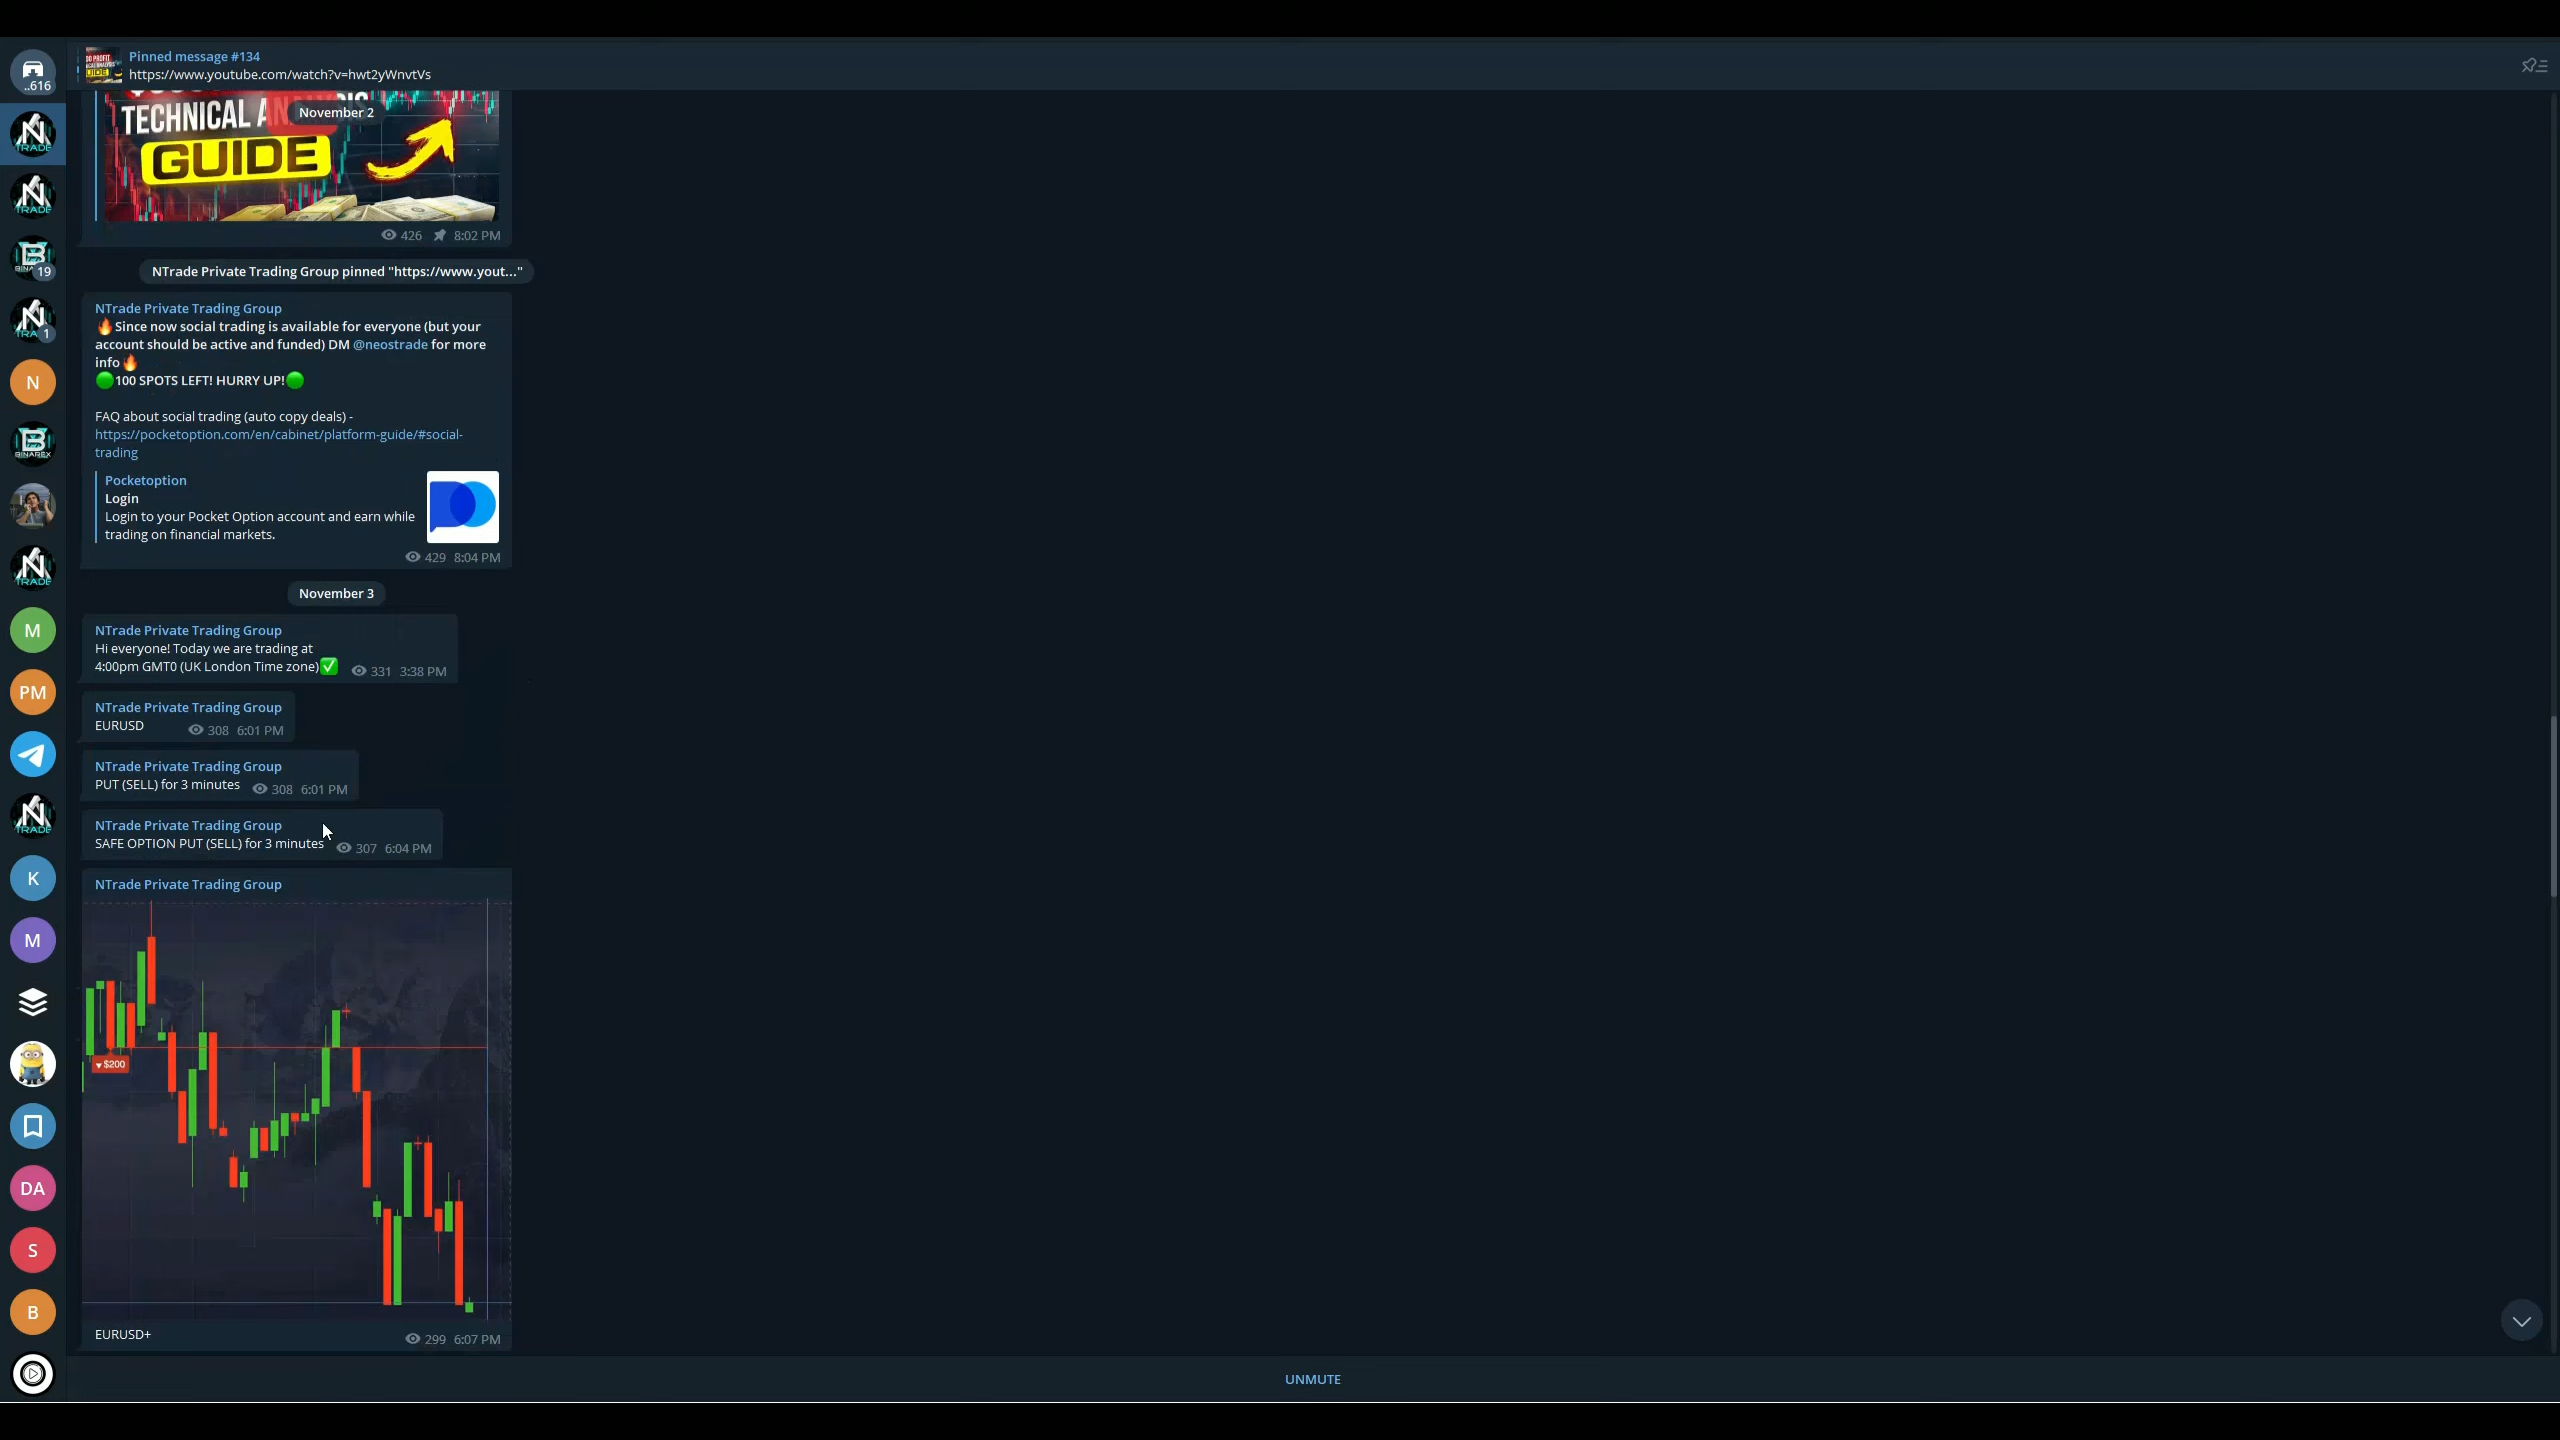 Pinned message #134
https://www.youtube.com/watch?v=hwt2yWnvtVs
..616
TECHNICAL
November 2
GUIDE
426 8:02 PM
NTrade Private Trading Group pinned "https://www.yout..."
NTrade Private Trading Group
🔥Since now social trading is available for everyone (but your
account should be active and funded) DM @neostrade for more
info🔥
🟢100 SPOTS LEFT! HURRY UP!🟢
FAQ about social trading (auto copy deals) -
https://pocketoption.com/en/cabinet/platform-guide/#social-
trading
Pocketoption
Login
Login to your Pocket Option account and earn while
trading on financial markets.
429 8:04 PM
November 3
NTrade Private Trading Group
Hi everyone! Today we are trading at
4:00pm GMT0 (UK London Time zone)✅ 331 3:38 PM
NTrade Private Trading Group
EURUSD 308 6:01 PM
NTrade Private Trading Group
PUT (SELL) for 3 minutes 308 6:01 PM
NTrade Private Trading Group
SAFE OPTION PUT (SELL) for 3 minutes 307 6:04 PM
NTrade Private Trading Group
$200
EURUSD+ 299 6:07 PM
UNMUTE
N
TRADE
N
TRADE
B
19
N
1
N
B
BINAREX
N
TRADE
M
PM
N
TRADE
K
M
DA
S
B